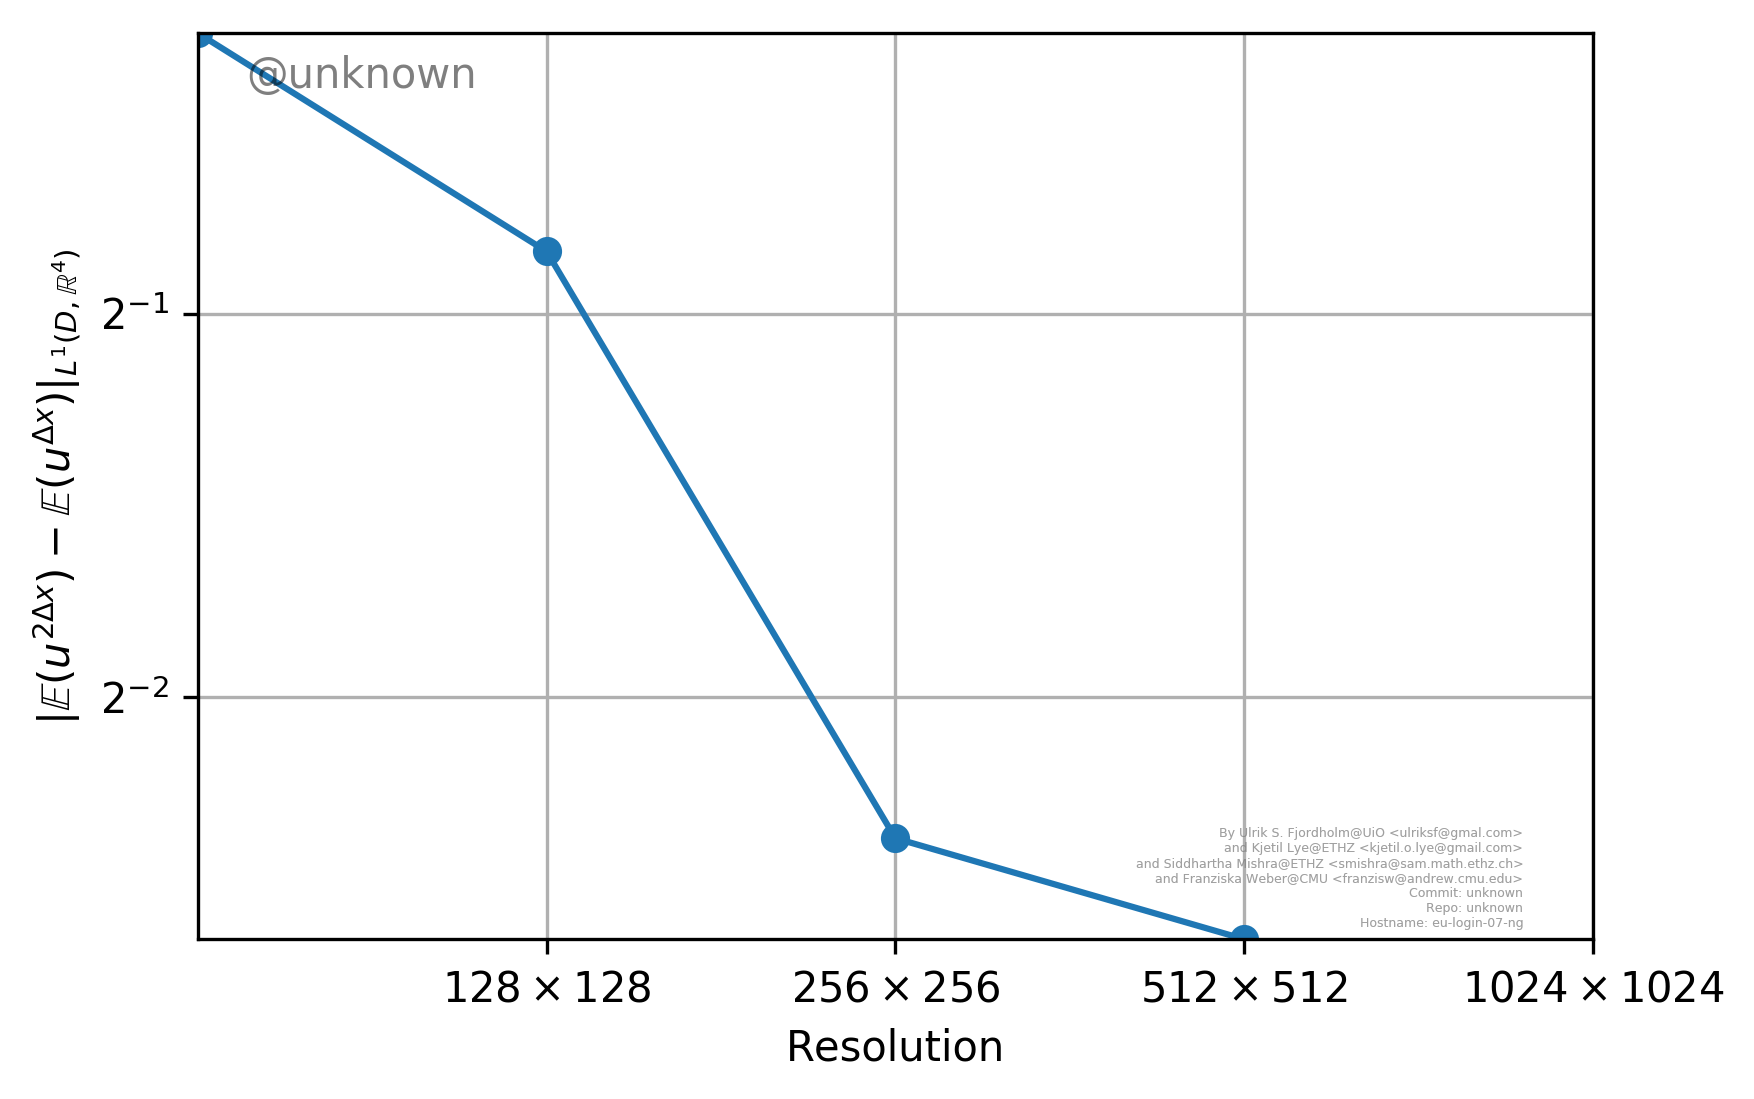 @unknown
2⁻¹
2⁻²
|𝔼(u^{2Δx}) − 𝔼(u^{Δx})|_{L¹(D, ℝ⁴)}
By Ulrik S. Fjordholm@UiO <ulriksf@gmal.com>
and Kjetil Lye@ETHZ <kjetil.o.lye@gmail.com>
and Siddhartha Mishra@ETHZ <smishra@sam.math.ethz.ch>
and Franziska Weber@CMU <franzisw@andrew.cmu.edu>
Commit: unknown
Repo: unknown
Hostname: eu-login-07-ng
128 × 128 256 × 256 512 × 512 1024 × 1024
Resolution